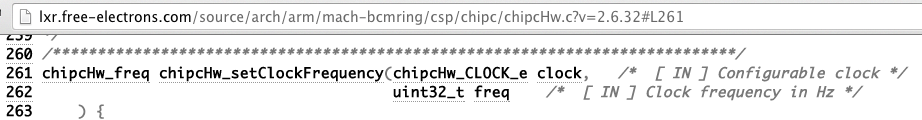 lxr.free-electrons.com/source/arch/arm/mach-bcmring/csp/chipc/chipcHw.c?v=2.6.32#L261
259 */
260 /****************************************************************************/
261 chipcHw_freq chipcHw_setClockFrequency(chipcHw_CLOCK_e clock, /* [ IN ] Configurable clock */
262 uint32_t freq /* [ IN ] Clock frequency in Hz */
263 ) {